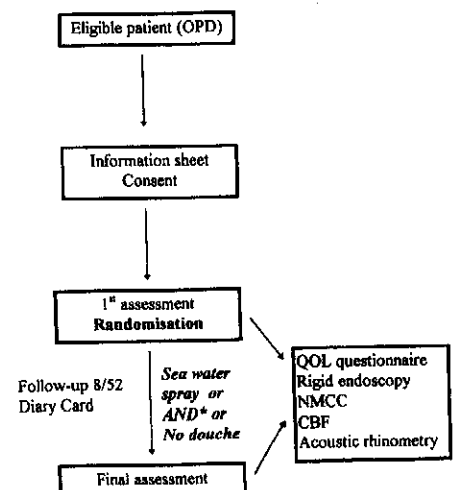 Eligible patient (OPD)
Information sheet
Consent
1st assessment
Randomisation
Follow-up 8/52
Diary Card
Sea water
spray or
AND* or
No douche
QOL questionnaire
Rigid endoscopy
NMCC
CBF
Acoustic rhinometry
Final assessment